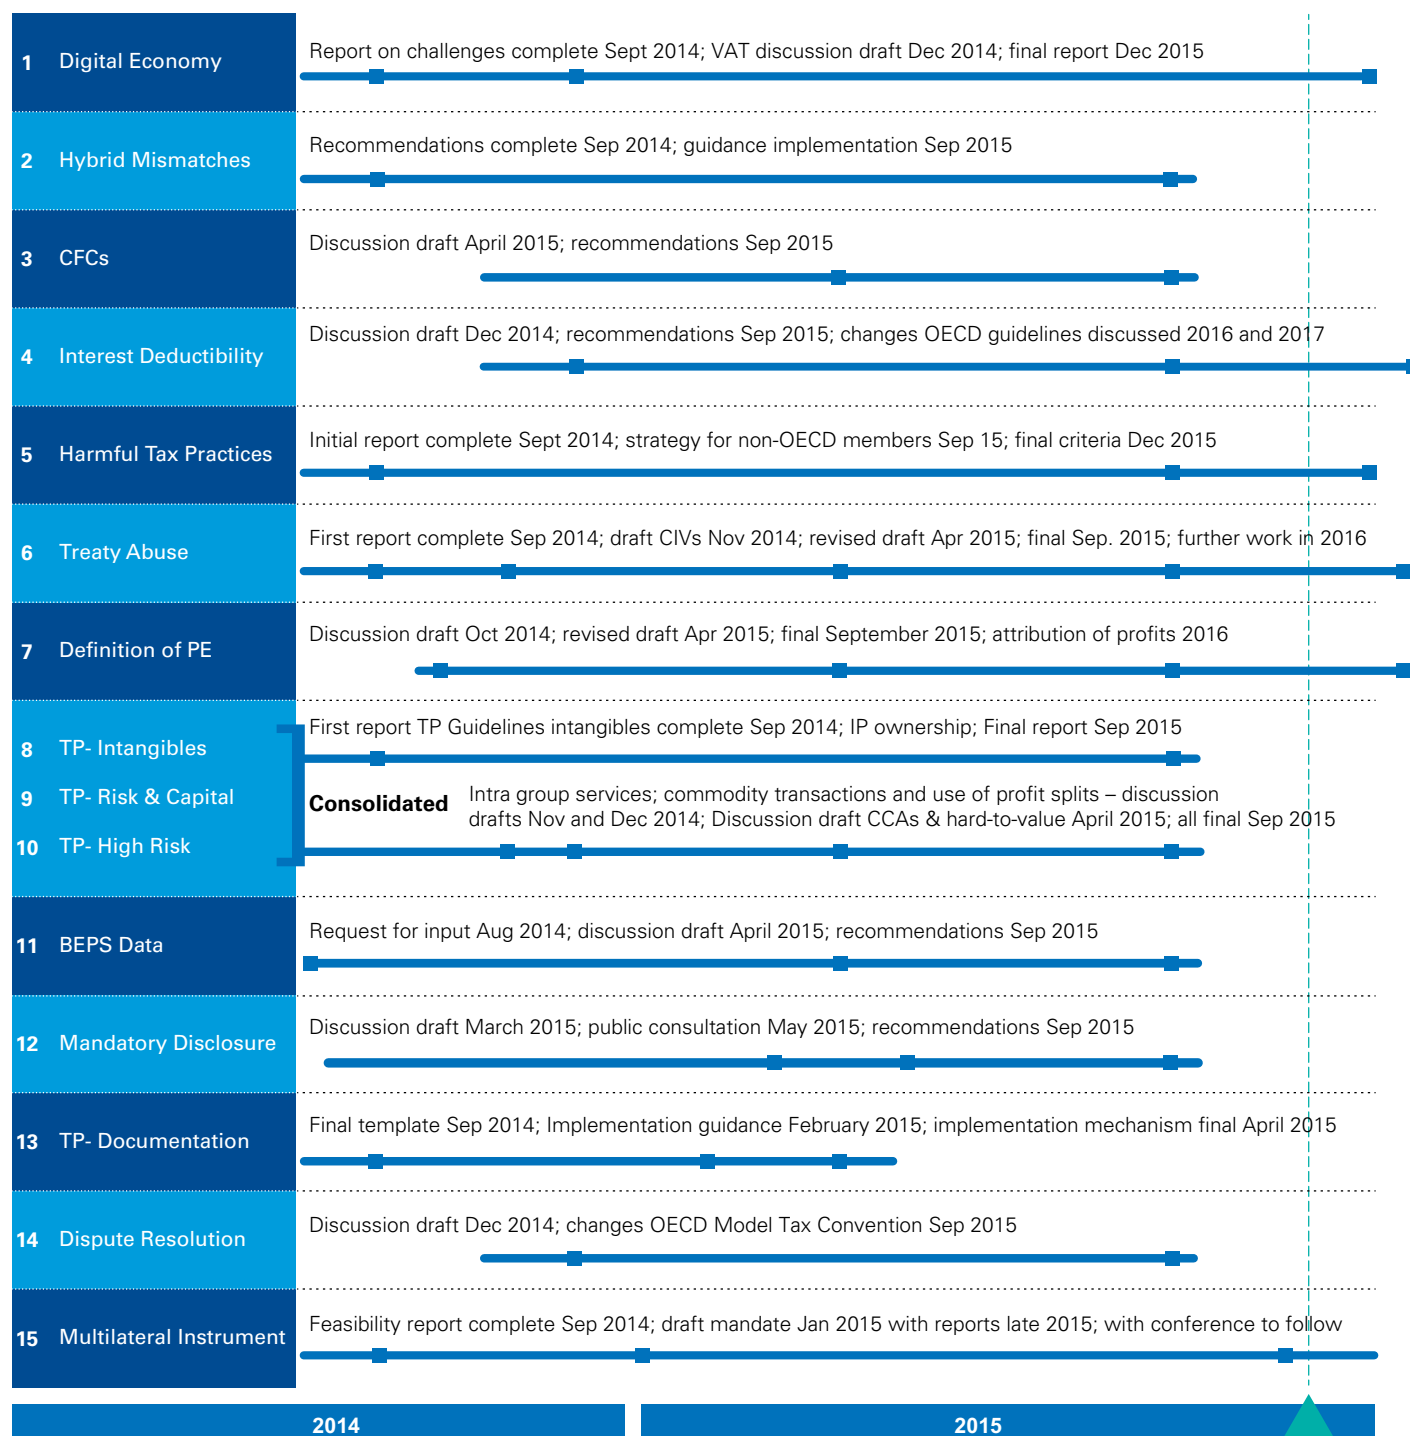 1 Digital Economy
Report on challenges complete Sept 2014; VAT discussion draft Dec 2014; final report Dec 2015
2 Hybrid Mismatches
Recommendations complete Sep 2014; guidance implementation Sep 2015
3 CFCs
Discussion draft April 2015; recommendations Sep 2015
4 Interest Deductibility
Discussion draft Dec 2014; recommendations Sep 2015; changes OECD guidelines discussed 2016 and 2017
5 Harmful Tax Practices
Initial report complete Sept 2014; strategy for non-OECD members Sep 15; final criteria Dec 2015
6 Treaty Abuse
First report complete Sep 2014; draft CIVs Nov 2014; revised draft Apr 2015; final Sep. 2015; further work in 2016
7 Definition of PE
Discussion draft Oct 2014; revised draft Apr 2015; final September 2015; attribution of profits 2016
8 TP- Intangibles
First report TP Guidelines intangibles complete Sep 2014; IP ownership; Final report Sep 2015
9 TP- Risk & Capital
10 TP- High Risk
Consolidated
Intra group services; commodity transactions and use of profit splits – discussion
drafts Nov and Dec 2014; Discussion draft CCAs & hard-to-value April 2015; all final Sep 2015
11 BEPS Data
Request for input Aug 2014; discussion draft April 2015; recommendations Sep 2015
12 Mandatory Disclosure
Discussion draft March 2015; public consultation May 2015; recommendations Sep 2015
13 TP- Documentation
Final template Sep 2014; Implementation guidance February 2015; implementation mechanism final April 2015
14 Dispute Resolution
Discussion draft Dec 2014; changes OECD Model Tax Convention Sep 2015
15 Multilateral Instrument
Feasibility report complete Sep 2014; draft mandate Jan 2015 with reports late 2015; with conference to follow
2014
2015